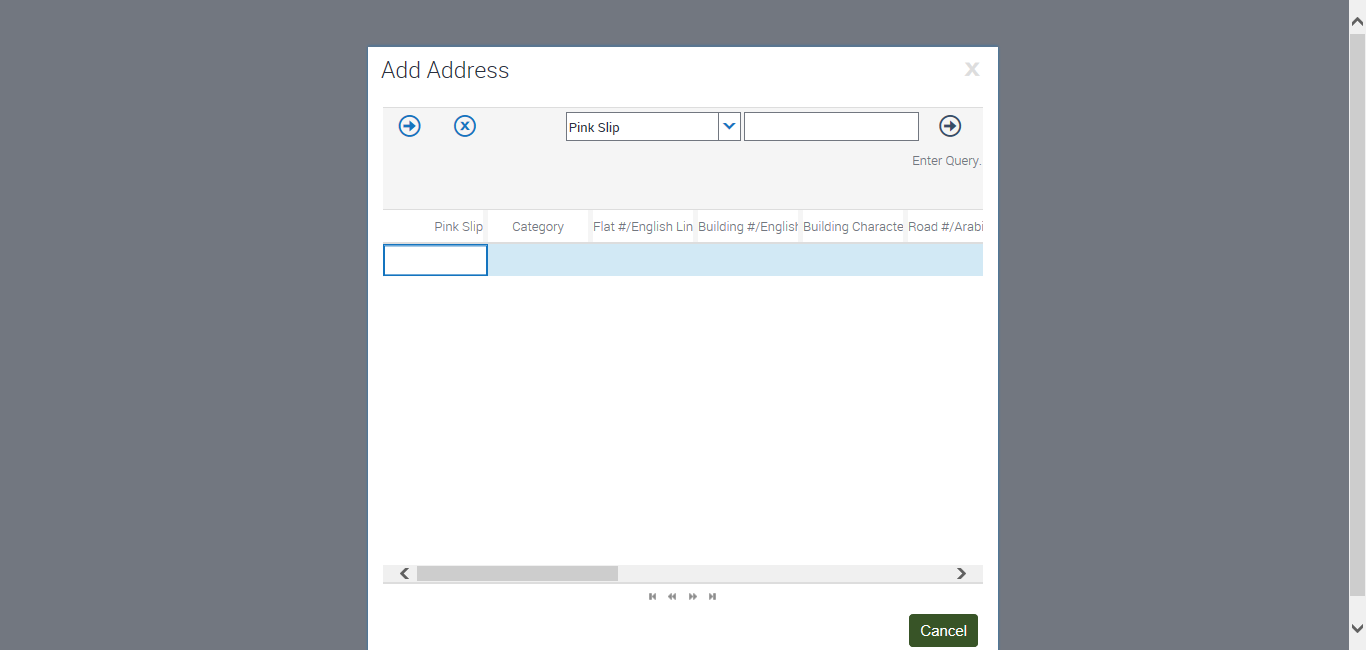 Add Address
X
Pink Slip
Enter Query.
Pink Slip Category Flat #/English Lin Building #/English Building Characte Road #/Arabi
Cancel